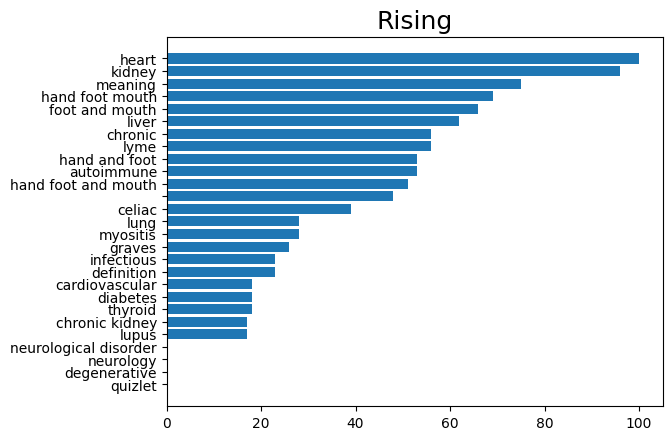 Rising
heart
kidney
meaning
hand foot mouth
foot and mouth
liver
chronic
lyme
hand and foot
autoimmune
hand foot and mouth
celiac
lung
myositis
graves
infectious
definition
cardiovascular
diabetes
thyroid
chronic kidney
lupus
neurological disorder
neurology
degenerative
quizlet
0 20 40 60 80 100